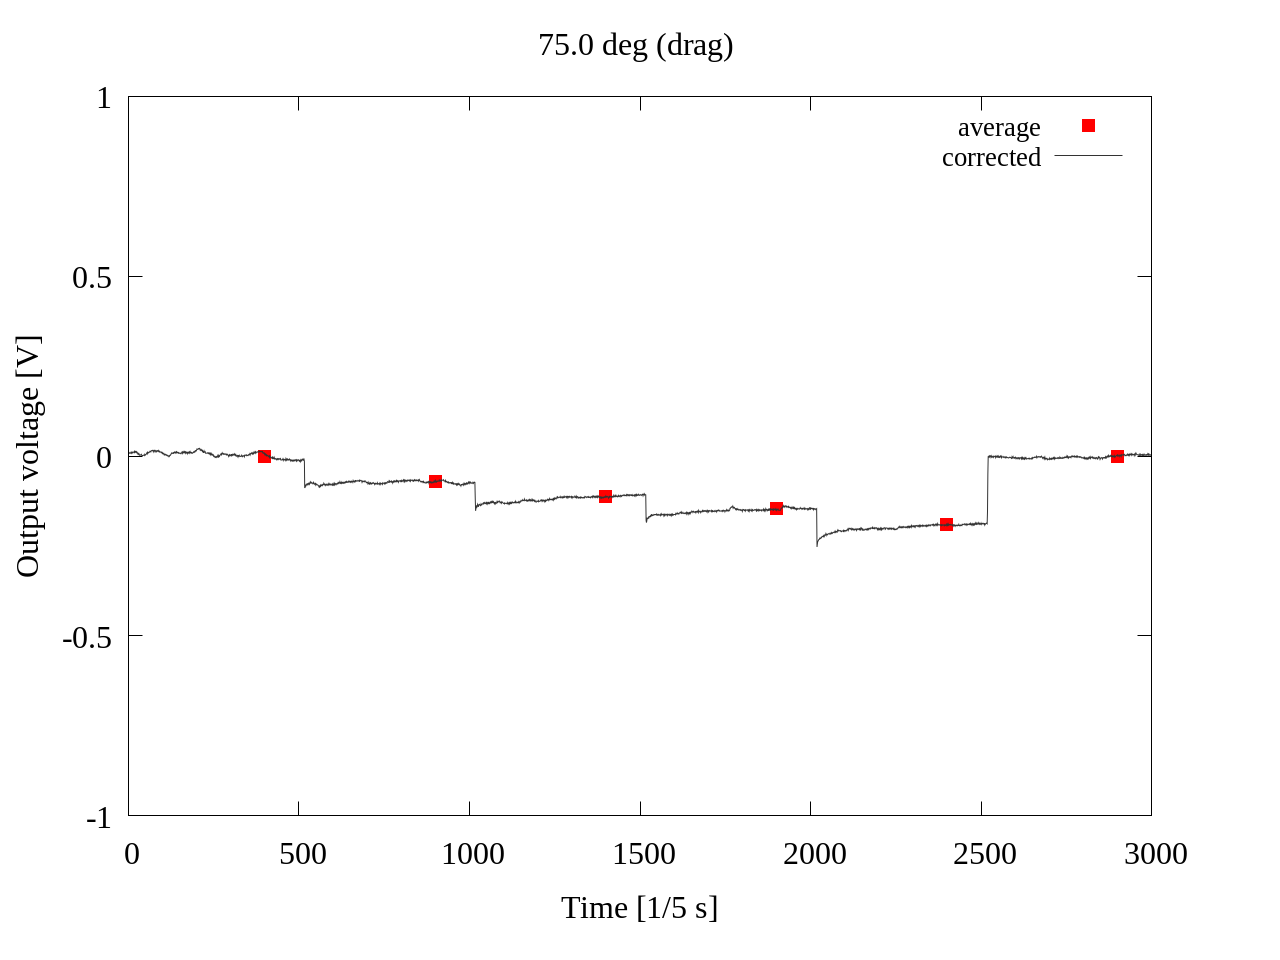 75.0 deg (drag)
average
corrected
1
0.5
0
-0.5
-1
Output voltage [V]
0 500 1000 1500 2000 2500 3000
Time [1/5 s]